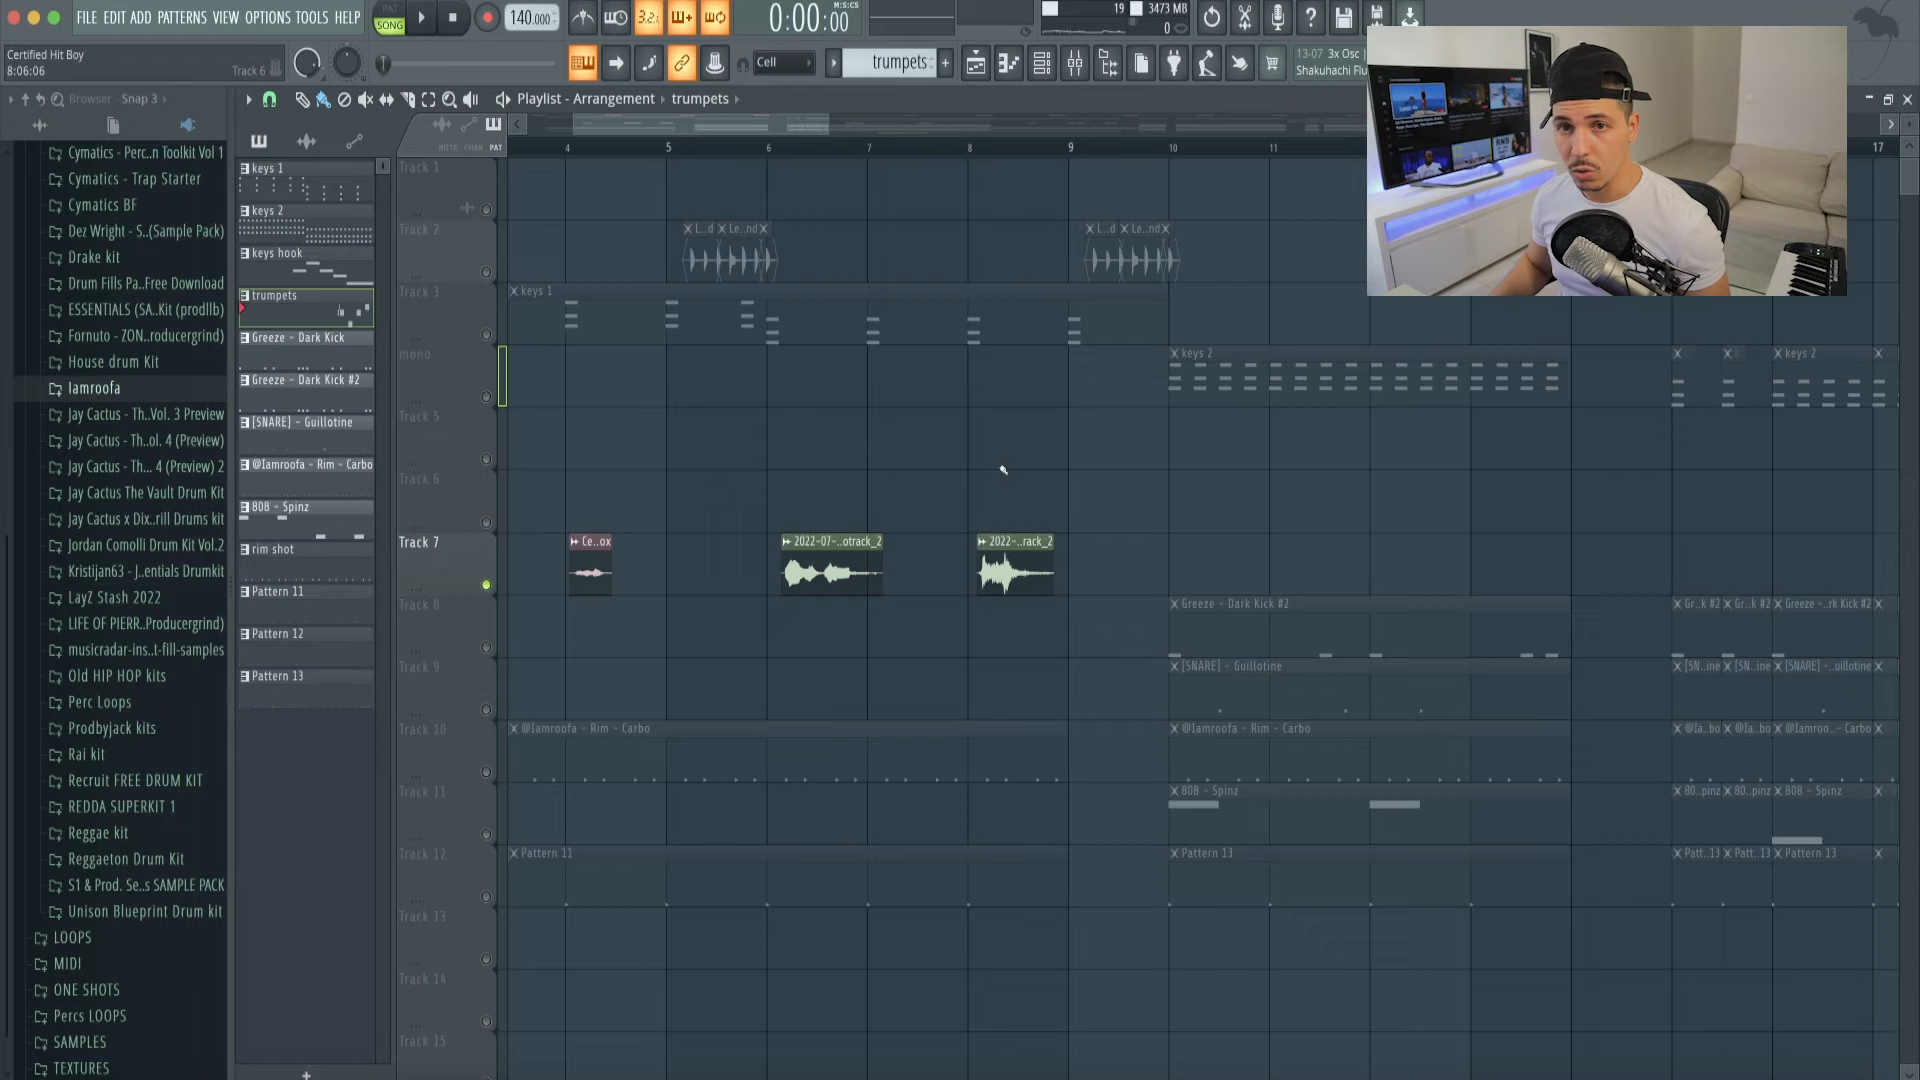 FILE EDIT ADD PATTERNS VIEW OPTIONS TOOLS HELP
PAT
SONG
140.000
3.2.
0:00:00
M:S:CS
19
3473 MB
0
Certified Hit Boy
8:06:06
Track 6
Cell
trumpets
13-07 3x Osc |
Shakuhachi Flu
Browser - Snap 3
Playlist - Arrangement › trumpets ›
NOTE CHAN PAT
4 5 6 7 8 9 10 11 17
Cymatics - Perc..n Toolkit Vol 1
Cymatics - Trap Starter
Cymatics BF
Dez Wright - S..(Sample Pack)
Drake kit
Drum Fills Pa..Free Download
ESSENTIALS (SA..Kit (prodllb)
Fornuto - ZON..roducergrind)
House drum Kit
Iamroofa
Jay Cactus - Th..Vol. 3 Preview
Jay Cactus - Th..ol. 4 (Preview)
Jay Cactus - Th... 4 (Preview) 2
Jay Cactus The Vault Drum Kit
Jay Cactus x Dix..rill Drums kit
Jordan Comolli Drum Kit Vol.2
Kristijan63 - J..entials Drumkit
LayZ Stash 2022
LIFE OF PIERR..Producergrind)
musicradar-ins..t-fill-samples
Old HIP HOP kits
Perc Loops
Prodbyjack kits
Rai kit
Recruit FREE DRUM KIT
REDDA SUPERKIT 1
Reggae kit
Reggaeton Drum Kit
S1 & Prod. Se..s SAMPLE PACK
Unison Blueprint Drum kit
LOOPS
MIDI
ONE SHOTS
Percs LOOPS
SAMPLES
TEXTURES
keys 1
keys 2
keys hook
trumpets
Greeze - Dark Kick
Greeze - Dark Kick #2
[SNARE] - Guillotine
@Iamroofa - Rim - Carbo
808 - Spinz
rim shot
Pattern 11
Pattern 12
Pattern 13
Track 1
Track 2
L..d Le..nd L..d Le..nd
Track 3
keys 1
mono
keys 2 keys 2
Track 5
Track 6
Track 7
Ce..ox 2022-07-..otrack_2 2022-..rack_2
Track 8
Greeze - Dark Kick #2 Gr..k #2 Gr..k #2 Greeze -..rk Kick #2
Track 9
[SNARE] - Guillotine [SN..ine [SN..ine [SNARE] -..uillotine
Track 10
@Iamroofa - Rim - Carbo @Iamroofa - Rim - Carbo @Ia..bo @Ia..bo @Iamroo..- Carbo
Track 11
808 - Spinz 80..pinz 80..pinz 808 - Spinz
Track 12
Pattern 11 Pattern 13 Patt..13 Patt..13 Pattern 13
Track 13
Track 14
Track 15